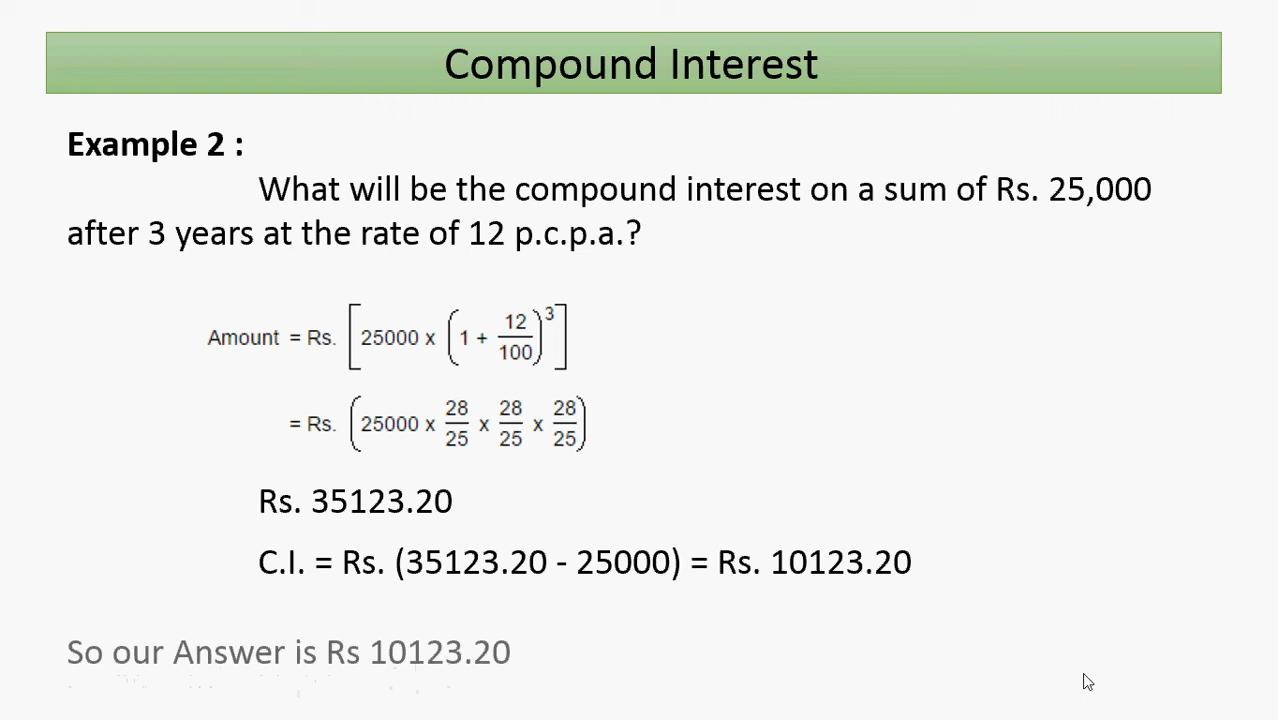 Compound Interest
Example 2 :
What will be the compound interest on a sum of Rs. 25,000
after 3 years at the rate of 12 p.c.p.a.?
Amount = Rs. [25000 x (1 + 12/100)^3]
= Rs. (25000 x 28/25 x 28/25 x 28/25)
Rs. 35123.20
C.I. = Rs. (35123.20 - 25000) = Rs. 10123.20
So our Answer is Rs 10123.20